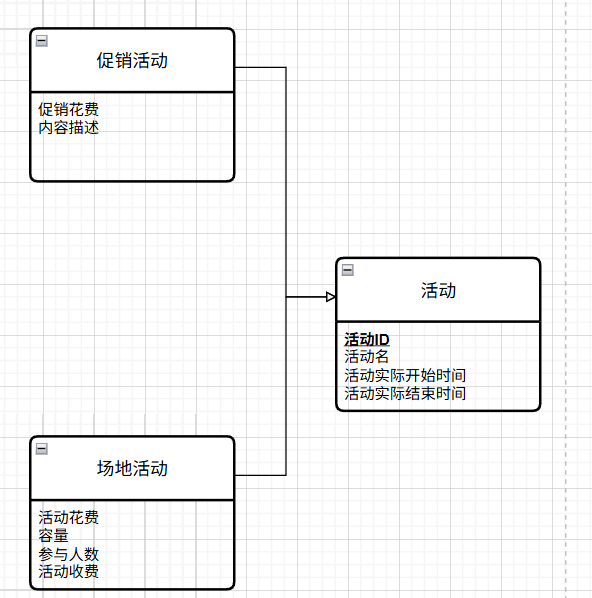 促销活动
促销花费
内容描述
活动
活动ID
活动名
活动实际开始时间
活动实际结束时间
场地活动
活动花费
容量
参与人数
活动收费